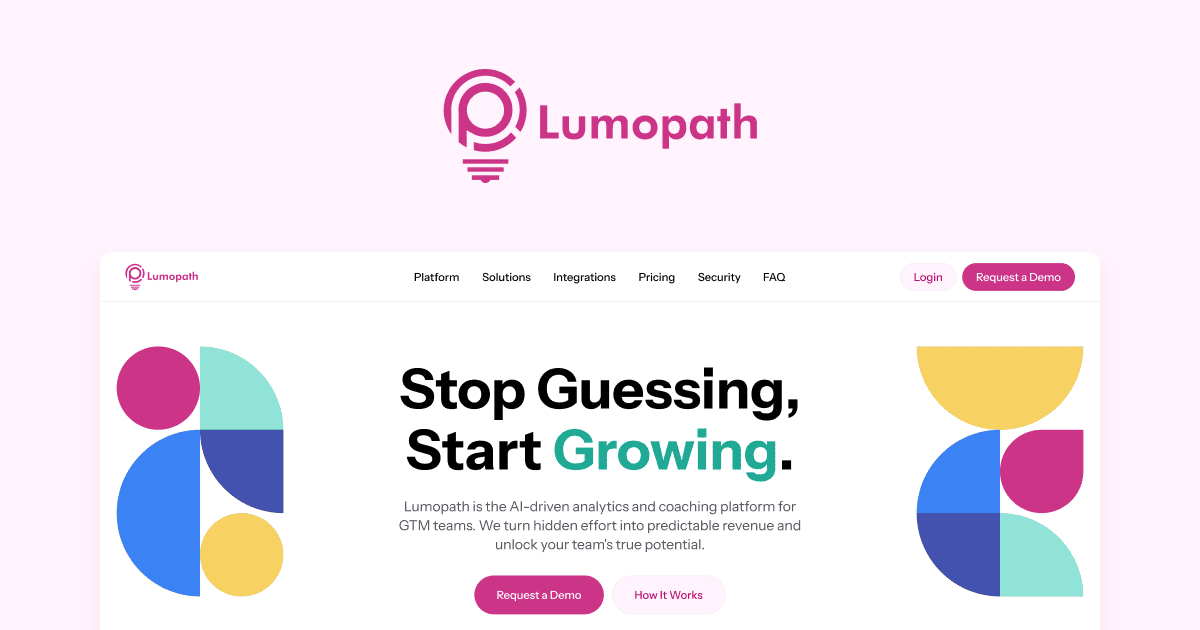 Lumopath
Lumopath
Platform Solutions Integrations Pricing Security FAQ
Login
Request a Demo
Stop Guessing,
Start Growing.
Lumopath is the AI-driven analytics and coaching platform for
GTM teams. We turn hidden effort into predictable revenue and
unlock your team's true potential.
Request a Demo
How It Works